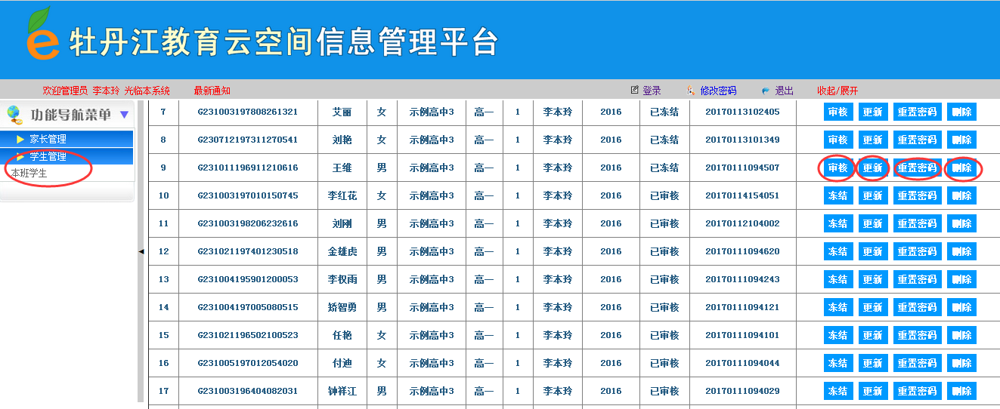 牡丹江教育云空间信息管理平台
欢迎管理员 李本玲 光临本系统 最新通知 登录 修改密码 退出 收起/展开
功能导航菜单
家长管理
学生管理
本班学生
7 G231003197808261321 艾丽 女 示例高中3 高一 1 李本玲 2016 已冻结 20170113102405 审核 更新 重置密码 删除
8 G230712197311270541 刘艳 女 示例高中3 高一 1 李本玲 2016 已冻结 20170113101349 审核 更新 重置密码 删除
9 G231011196911210616 王维 男 示例高中3 高一 1 李本玲 2016 已冻结 20170111094507 审核 更新 重置密码 删除
10 G231003197010150745 李红花 女 示例高中3 高一 1 李本玲 2016 已审核 20170114154051 冻结 更新 重置密码 删除
11 G231003198206232616 刘刚 男 示例高中3 高一 1 李本玲 2016 已审核 20170112104002 冻结 更新 重置密码 删除
12 G231021197401230518 金雄虎 男 示例高中3 高一 1 李本玲 2016 已审核 20170111094620 冻结 更新 重置密码 删除
13 G231004195901200053 李权雨 男 示例高中3 高一 1 李本玲 2016 已审核 20170111094243 冻结 更新 重置密码 删除
14 G231004197005080515 矫智勇 男 示例高中3 高一 1 李本玲 2016 已审核 20170111094121 冻结 更新 重置密码 删除
15 G231021196502100523 任艳 女 示例高中3 高一 1 李本玲 2016 已审核 20170111094101 冻结 更新 重置密码 删除
16 G231005197012054020 付迪 女 示例高中3 高一 1 李本玲 2016 已审核 20170111094044 冻结 更新 重置密码 删除
17 G231003196404082031 钟祥江 男 示例高中3 高一 1 李本玲 2016 已审核 20170111094029 冻结 更新 重置密码 删除